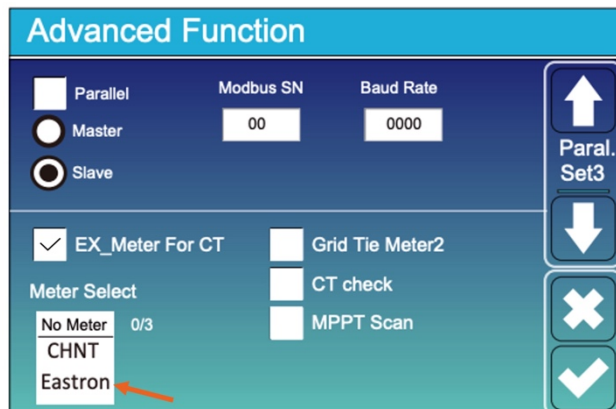 Advanced Function
Parallel
Modbus SN
Baud Rate
Master
00
0000
Slave
Paral.
Set3
EX_Meter For CT
Grid Tie Meter2
CT check
Meter Select
MPPT Scan
No Meter 0/3
CHNT
Eastron